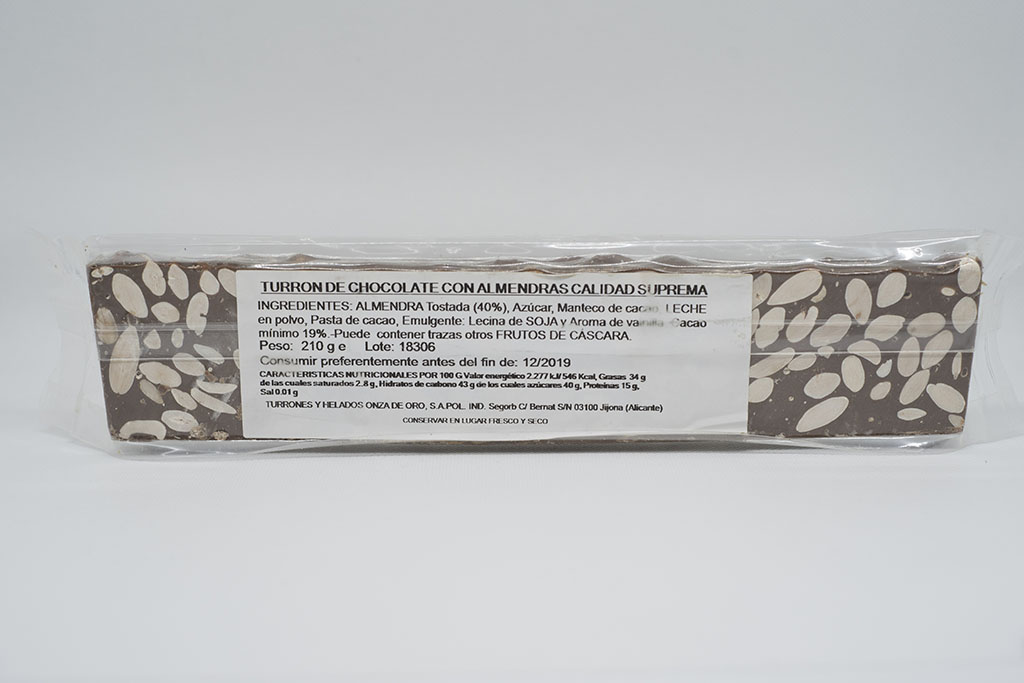 TURRON DE CHOCOLATE CON ALMENDRAS CALIDAD SUPREMA
INGREDIENTES: ALMENDRA Tostada (40%), Azúcar, Manteco de cacao, LECHE
en polvo, Pasta de cacao, Emulgente: Lecina de SOJA y Aroma de vainilla Cacao
mínimo 19%.-Puede contener trazas otros FRUTOS DE CÁSCARA.
Peso: 210 g e Lote: 18306
Consumir preferentemente antes del fin de: 12/2019
CARACTERISTICAS NUTRICIONALES POR 100 G Valor energético 2.277 kJ/ 546 Kcal, Grasas 34 g
de las cuales saturados 2.8 g, Hidratos de carbono 43 g de los cuales azúcares 40 g, Proteinas 15 g,
Sal 0.01 g
TURRONES Y HELADOS ONZA DE ORO, S.A.POL. IND. Segorb C/ Bernat S/N 03100 Jijona (Alicante)
CONSERVAR EN LUGAR FRESCO Y SECO